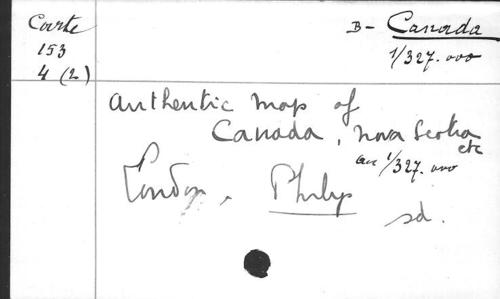 Carte
153
4 (2)
B- Canada
1/327.000
authentic map of
Canada, nova Scotia
etc
au 1/327.000
London, Philip
sd.